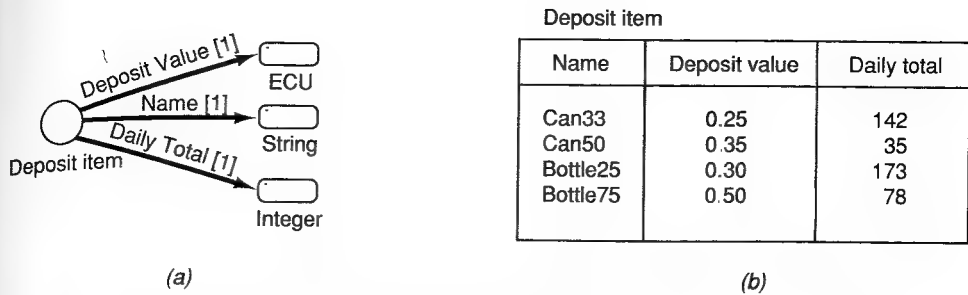 Deposit Value [1]
ECU
Name [1]
String
Daily Total [1]
Integer
Deposit item
(a)
Deposit item
Name Deposit value Daily total
Can33 0.25 142
Can50 0.35 35
Bottle25 0.30 173
Bottle75 0.50 78
(b)